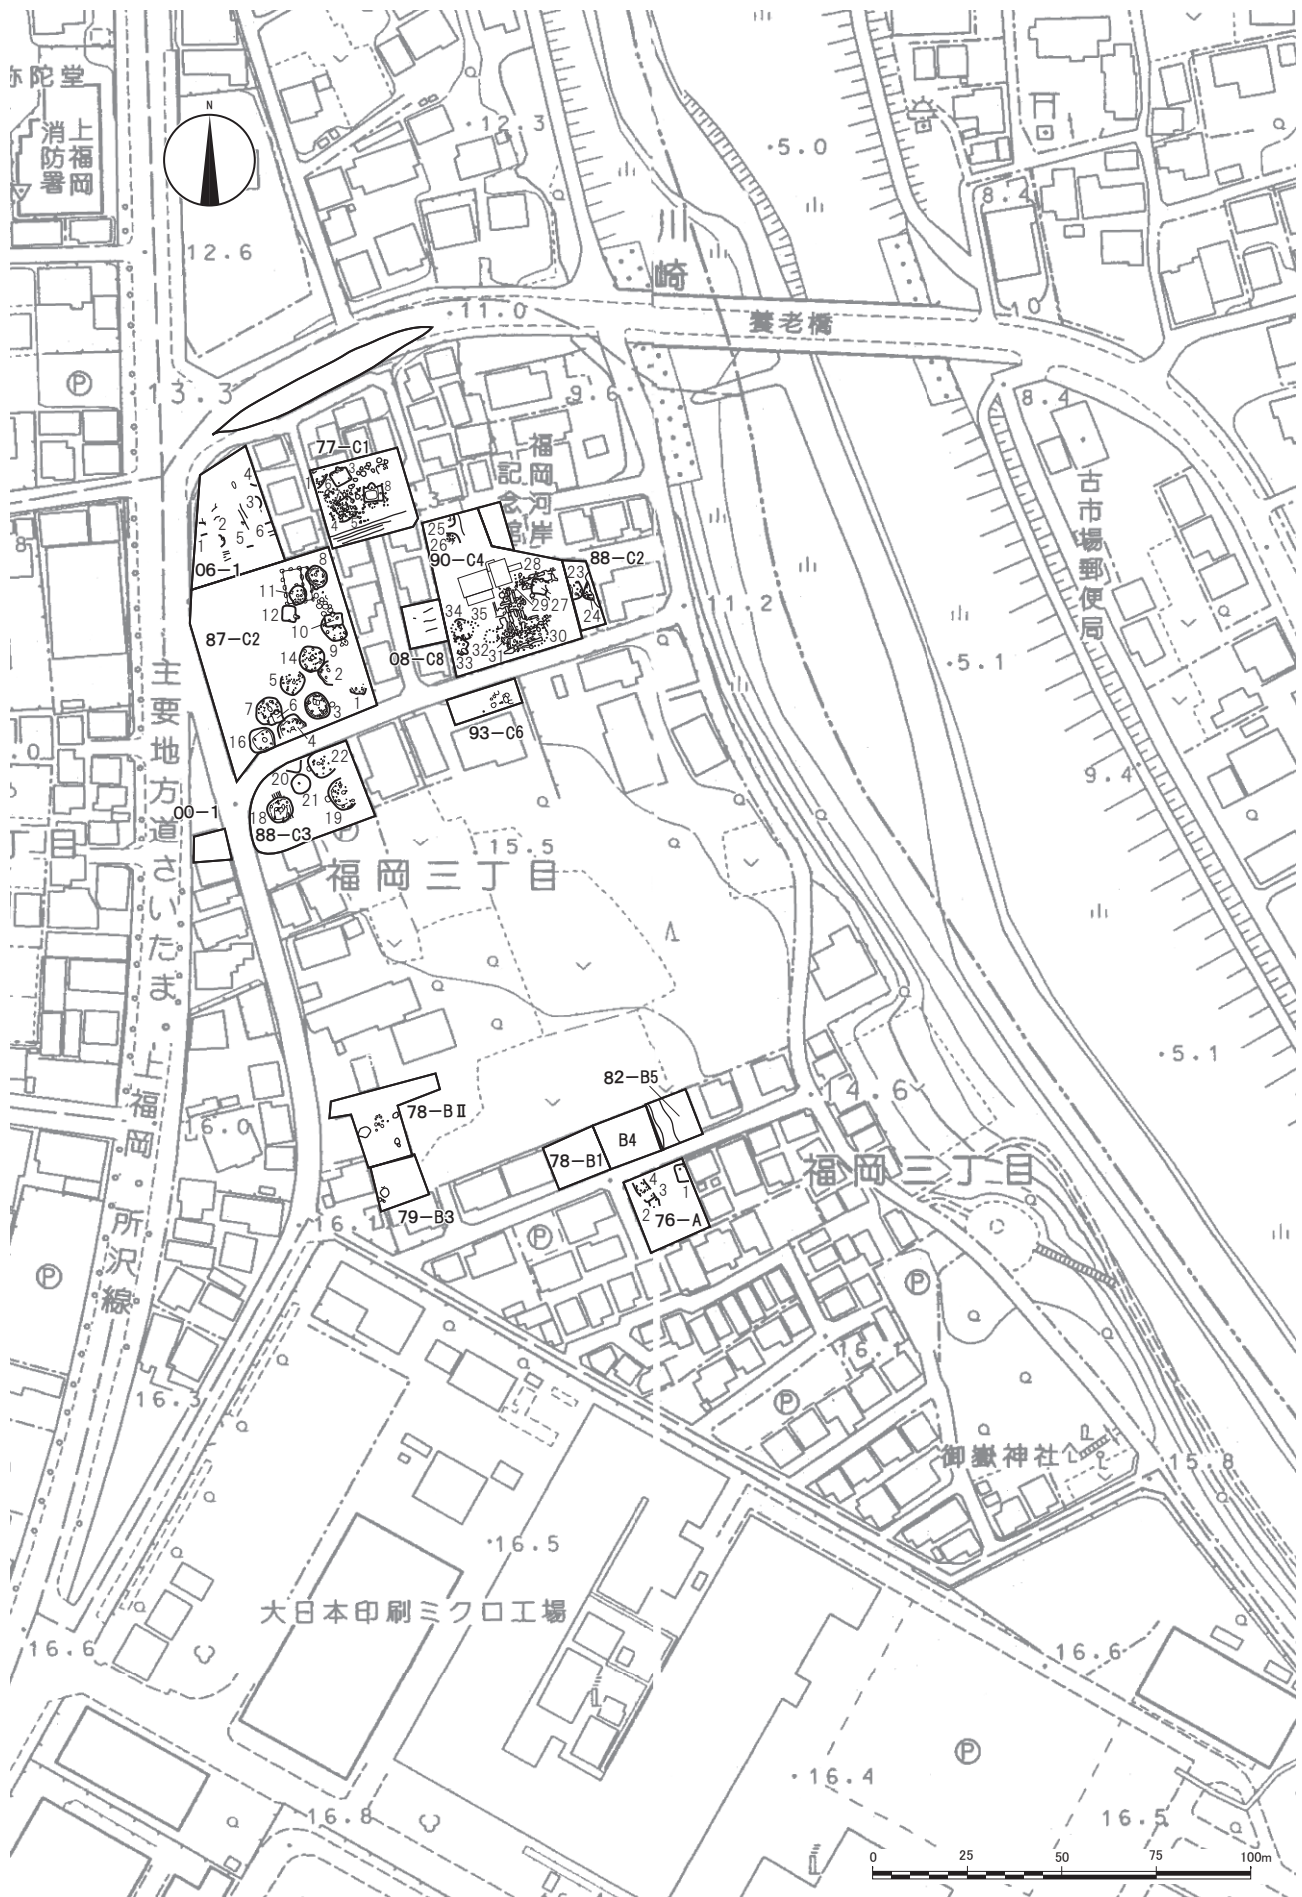 弥陀堂
上福岡
消防署
N
12.3
5.0
8.4
12.6
川
崎
10
11.0
養老橋
13.3
9.6
8.4
77-C1
福岡河岸
記念館
古市場郵便局
06-1
90-C4
88-C2
87-C2
08-C8
11.2
5.1
主要地方道さいたま
93-C6
9.4
00-1
88-C3
15.5
福岡三丁目
5.1
上福岡
所沢線
82-B5
14.6
16.0
78-BⅡ
B4
78-B1
福岡三丁目
76-A
79-B3
16.1
P
P
P
16.1
16.3
P
御嶽神社
15.8
16.5
大日本印刷ミクロ工場
16.6
16.6
P
16.4
16.8
16.5
0 25 50 75 100m